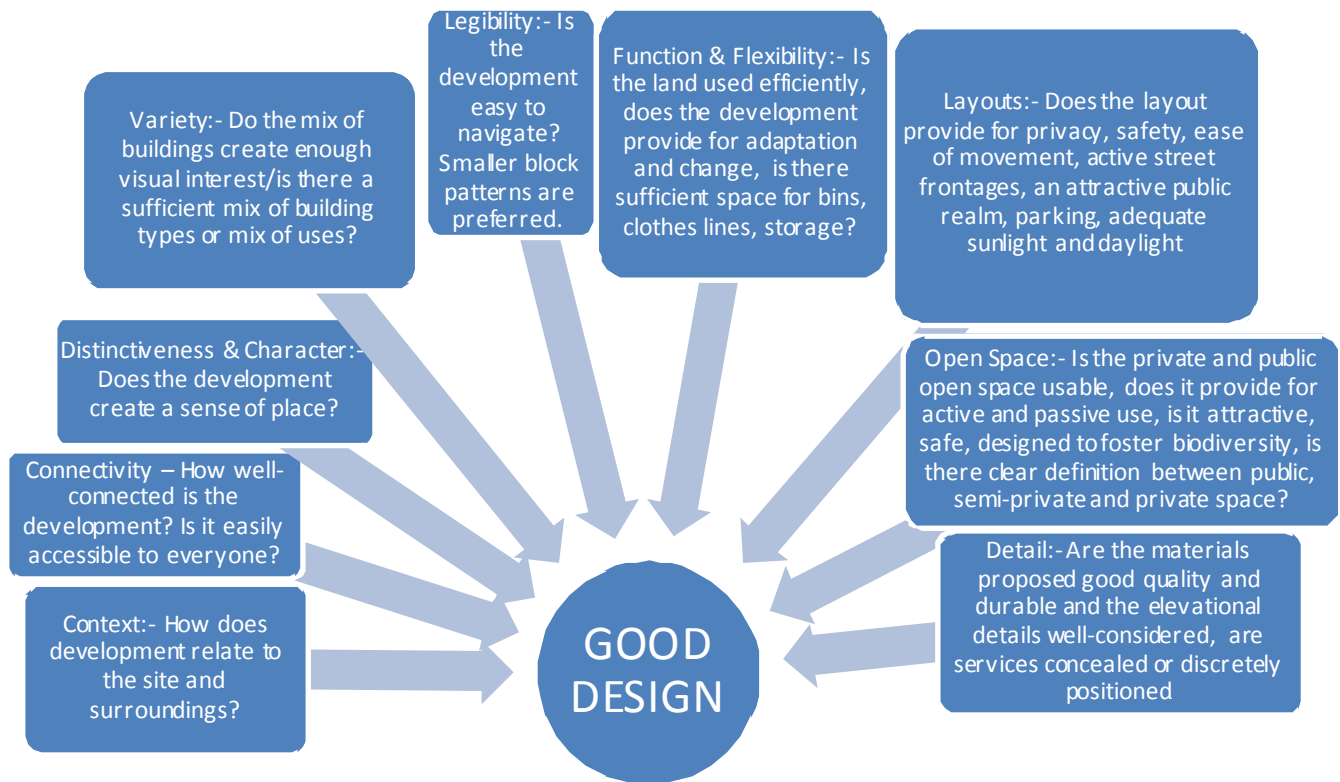 Context:- How does
development relate to
the site and
surroundings?
Connectivity – How well-
connected is the
development? Is it easily
accessible to everyone?
Distinctiveness & Character:-
Does the development
create a sense of place?
Variety:- Do the mix of
buildings create enough
visual interest/is there a
sufficient mix of building
types or mix of uses?
Legibility:- Is
the
development
easy to
navigate?
Smaller block
patterns are
preferred.
Function & Flexibility:- Is
the land used efficiently,
does the development
provide for adaptation
and change, is there
sufficient space for bins,
clothes lines, storage?
Layouts:- Does the layout
provide for privacy, safety, ease
of movement, active street
frontages, an attractive public
realm, parking, adequate
sunlight and daylight
Open Space:- Is the private and public
open space usable, does it provide for
active and passive use, is it attractive,
safe, designed to foster biodiversity, is
there clear definition between public,
semi-private and private space?
Detail:- Are the materials
proposed good quality and
durable and the elevational
details well-considered, are
services concealed or discretely
positioned
GOOD
DESIGN